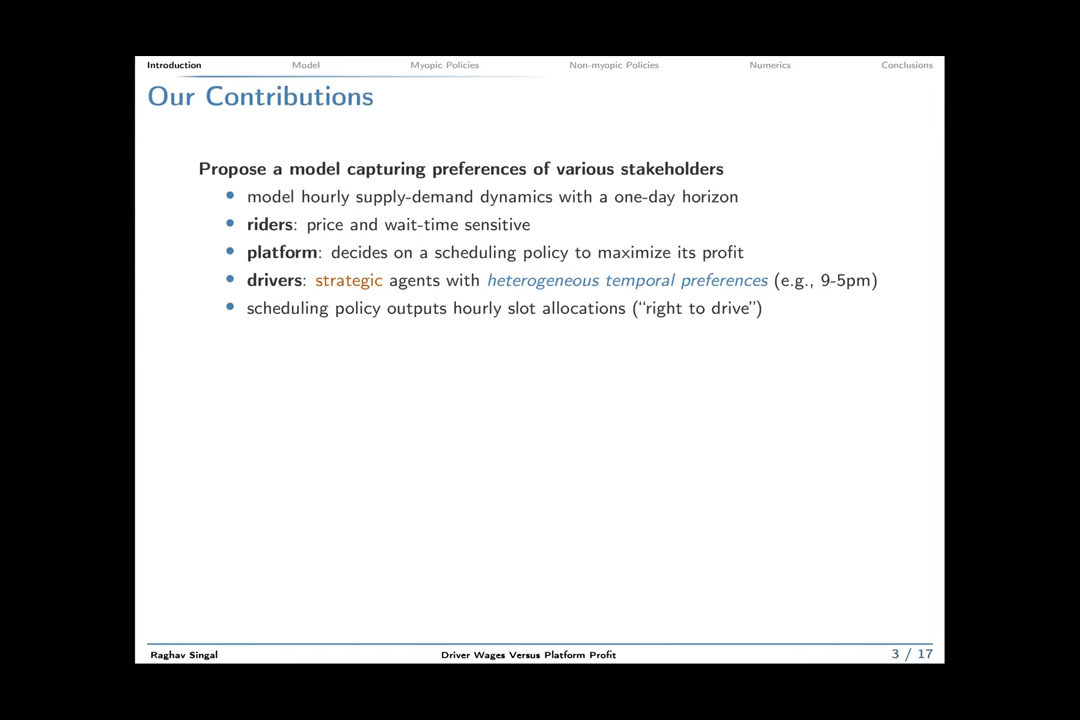 Introduction Model Myopic Policies Non-myopic Policies Numerics Conclusions
Our Contributions
Propose a model capturing preferences of various stakeholders
• model hourly supply-demand dynamics with a one-day horizon
• riders: price and wait-time sensitive
• platform: decides on a scheduling policy to maximize its profit
• drivers: strategic agents with heterogeneous temporal preferences (e.g., 9-5pm)
• scheduling policy outputs hourly slot allocations (“right to drive”)
Raghav Singal Driver Wages Versus Platform Profit 3 / 17